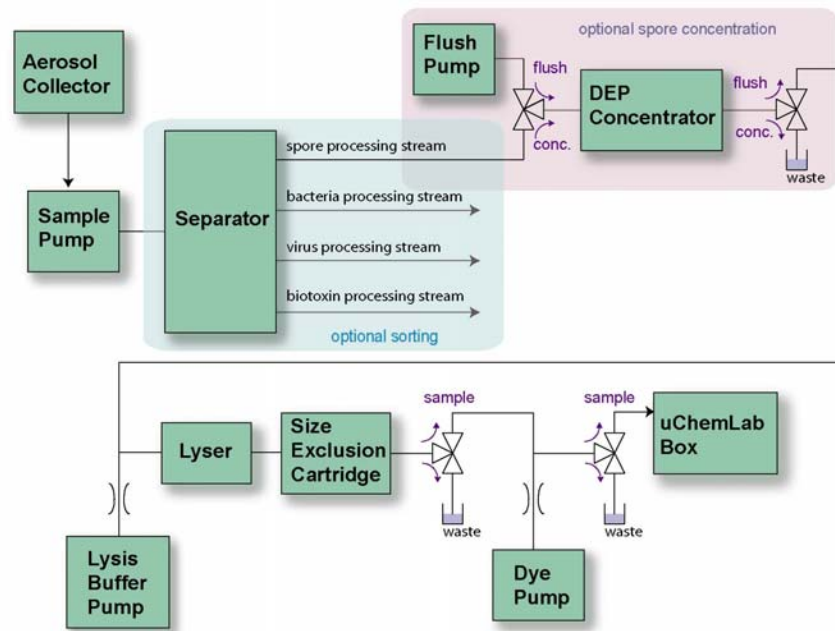 optional spore concentration
Flush
Pump
Aerosol
Collector
flush
flush
DEP
Concentrator
conc.
conc.
waste
spore processing stream
bacteria processing stream
Sample
Pump
Separator
virus processing stream
biotoxin processing stream
optional sorting
sample
sample
Lyser
Size
Exclusion
Cartridge
uChemLab
Box
waste
waste
Lysis
Buffer
Pump
Dye
Pump